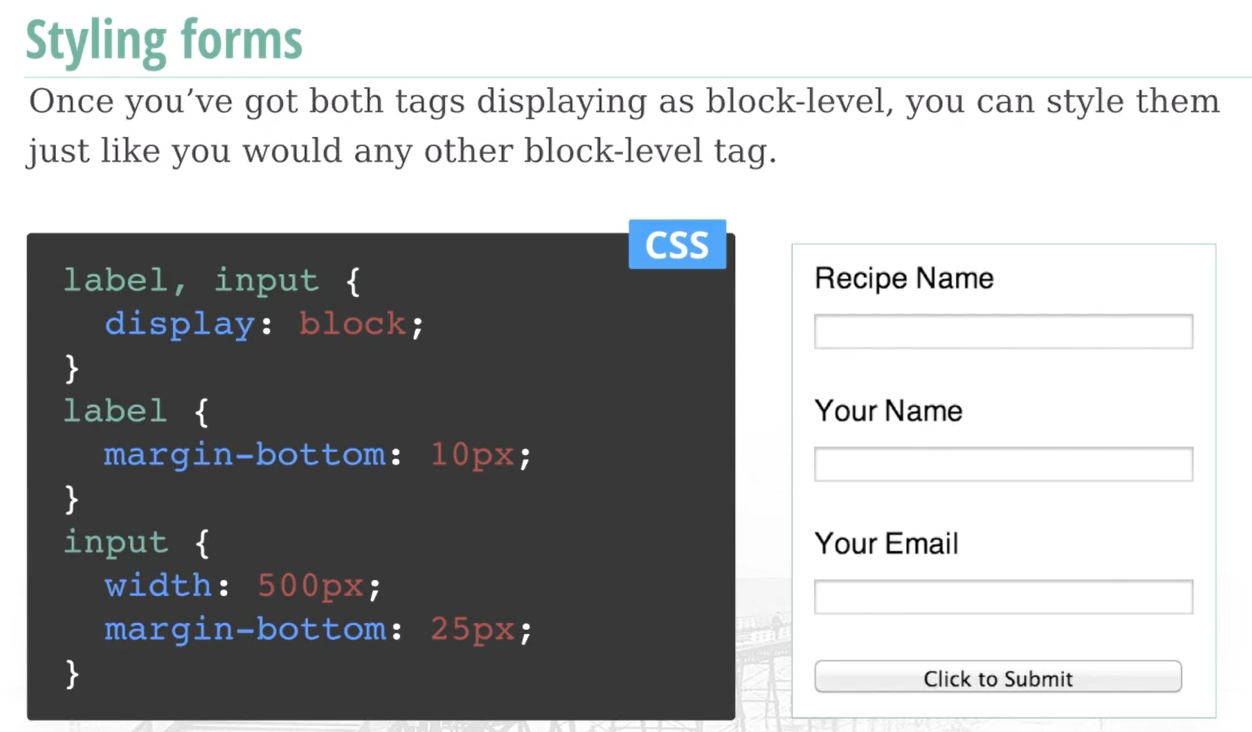 Styling forms
Once you’ve got both tags displaying as block-level, you can style them
just like you would any other block-level tag.
CSS
label, input {
  display: block;
}
label {
  margin-bottom: 10px;
}
input {
  width: 500px;
  margin-bottom: 25px;
}
Recipe Name
Your Name
Your Email
Click to Submit